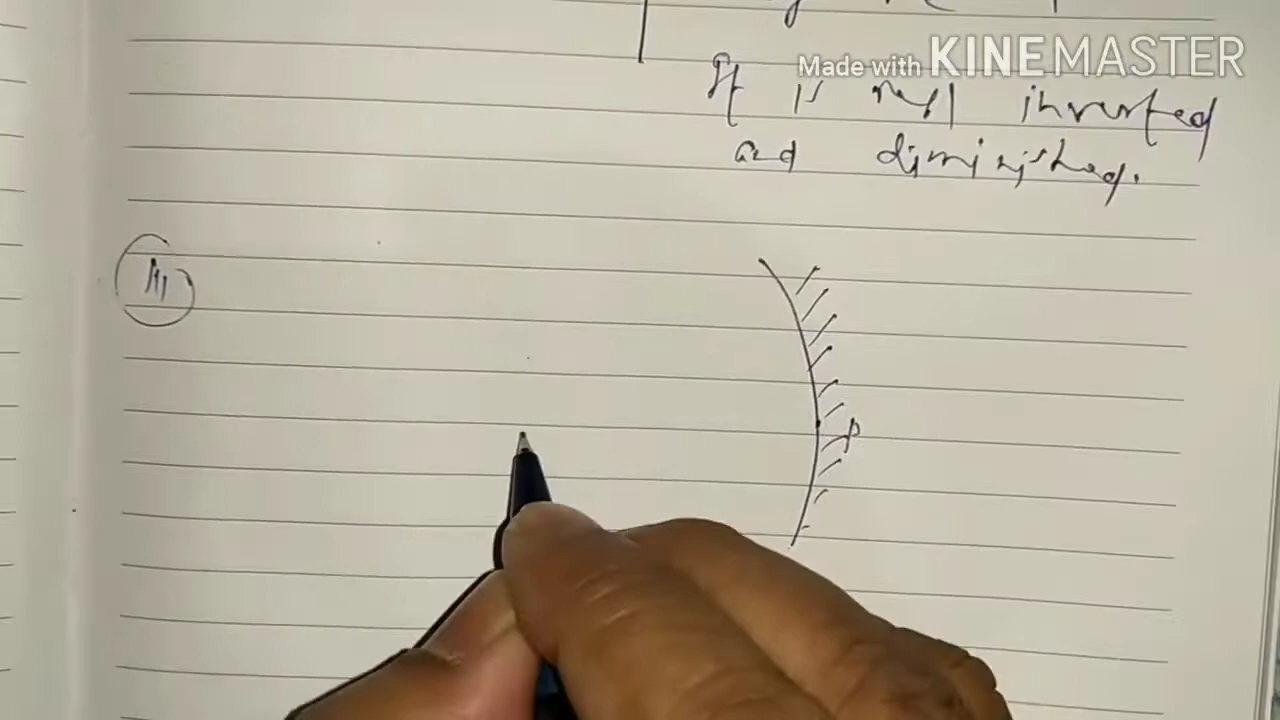 Made with KINEMASTER
It is real inverted
and diminished.
P